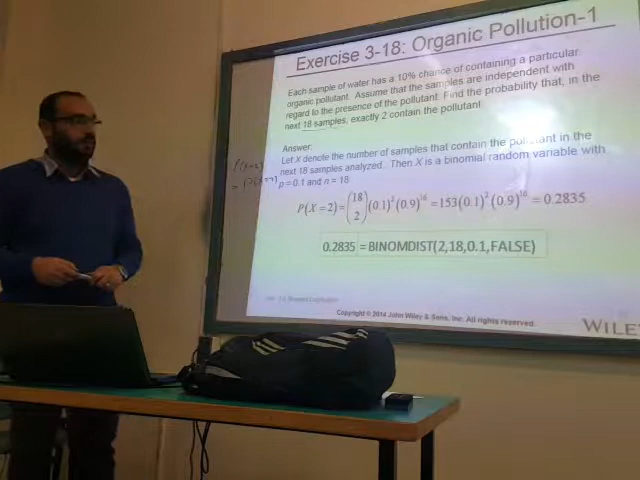 Exercise 3-18: Organic Pollution-1
Each sample of water has a 10% chance of containing a particular
organic pollutant. Assume that the samples are independent with
regard to the presence of the pollutant. Find the probability that, in the
next 18 samples, exactly 2 contain the pollutant.
Answer:
Let X denote the number of samples that contain the pollutant in the
next 18 samples analyzed. Then X is a binomial random variable with
p = 0.1 and n = 18
P(X=2)
P(X = 2) = (18 2) (0.1)² (0.9)¹⁶ = 153(0.1)² (0.9)¹⁶ = 0.2835
0.2835 = BINOMDIST(2,18,0.1,FALSE)
Copyright © 2014 John Wiley & Sons, Inc. All rights reserved.
WILEY